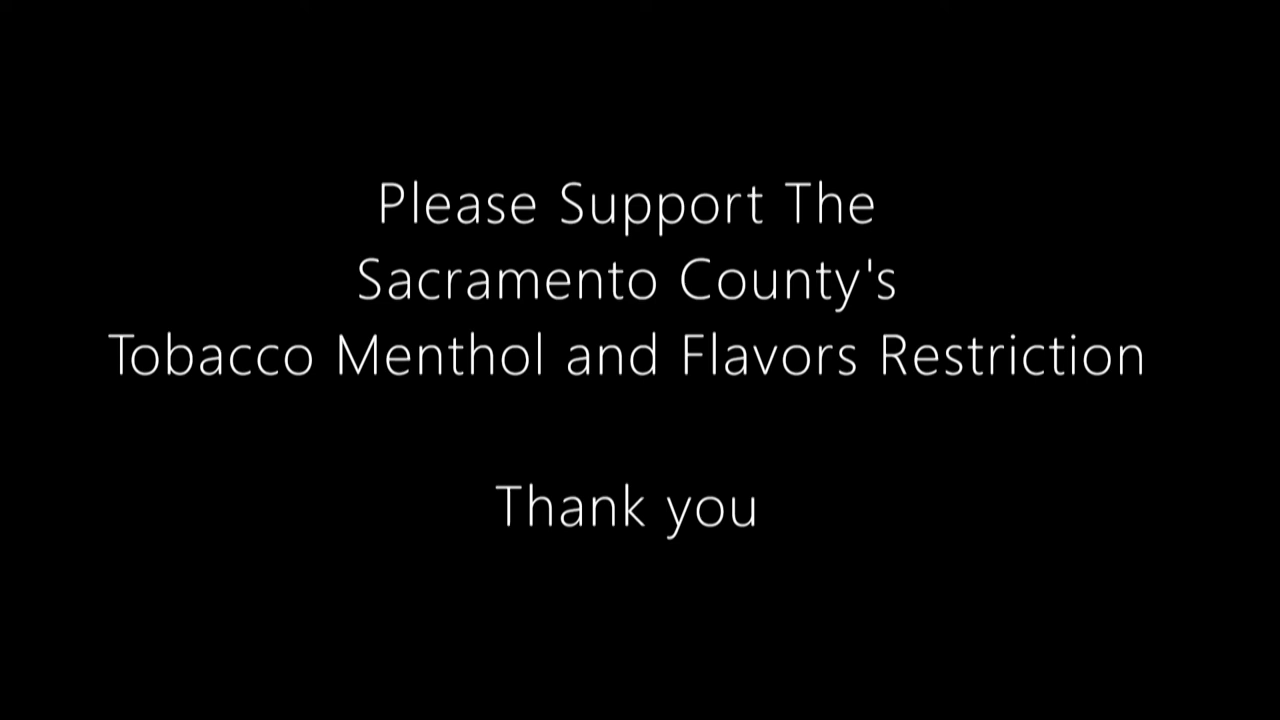 Please Support The
Sacramento County's
Tobacco Menthol and Flavors Restriction
Thank you